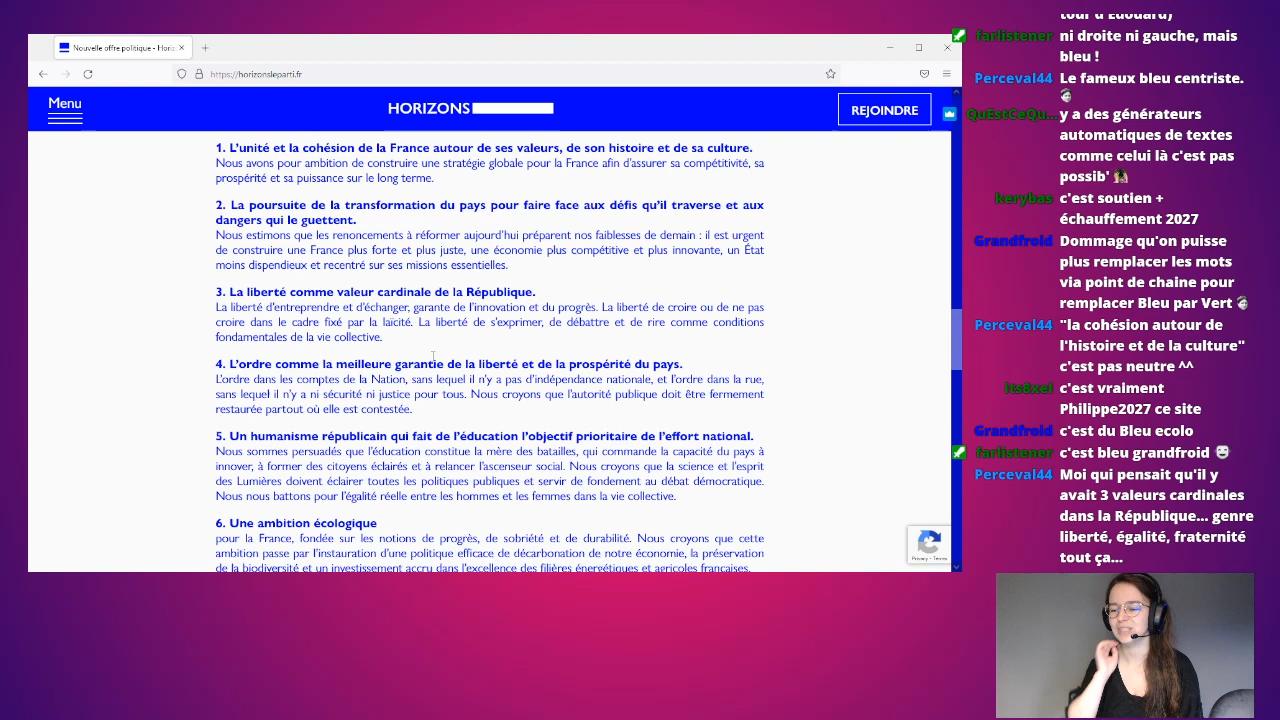 Nouvelle offre politique - Horiz
https://horizonsleparti.fr
Menu
HORIZONS
REJOINDRE
1. L'unité et la cohésion de la France autour de ses valeurs, de son histoire et de sa culture.
Nous avons pour ambition de construire une stratégie globale pour la France afin d'assurer sa compétitivité, sa
prospérité et sa puissance sur le long terme.
2. La poursuite de la transformation du pays pour faire face aux défis qu'il traverse et aux
dangers qui le guettent.
Nous estimons que les renoncements à réformer aujourd'hui préparent nos faiblesses de demain : il est urgent
de construire une France plus forte et plus juste, une économie plus compétitive et plus innovante, un État
moins dispendieux et recentré sur ses missions essentielles.
3. La liberté comme valeur cardinale de la République.
La liberté d'entreprendre et d'échanger, garante de l'innovation et du progrès. La liberté de croire ou de ne pas
croire dans le cadre fixé par la laïcité. La liberté de s'exprimer, de débattre et de rire comme conditions
fondamentales de la vie collective.
4. L'ordre comme la meilleure garantie de la liberté et de la prospérité du pays.
L'ordre dans les comptes de la Nation, sans lequel il n'y a pas d'indépendance nationale, et l'ordre dans la rue,
sans lequel il n'y a ni sécurité ni justice pour tous. Nous croyons que l'autorité publique doit être fermement
restaurée partout où elle est contestée.
5. Un humanisme républicain qui fait de l'éducation l'objectif prioritaire de l'effort national.
Nous sommes persuadés que l'éducation constitue la mère des batailles, qui commande la capacité du pays à
innover, à former des citoyens éclairés et à relancer l'ascenseur social. Nous croyons que la science et l'esprit
des Lumières doivent éclairer toutes les politiques publiques et servir de fondement au débat démocratique.
Nous nous battons pour l'égalité réelle entre les hommes et les femmes dans la vie collective.
6. Une ambition écologique
pour la France, fondée sur les notions de progrès, de sobriété et de durabilité. Nous croyons que cette
ambition passe par l'instauration d'une politique efficace de décarbonation de notre économie, la préservation
de la biodiversité et un investissement accru dans l'excellence des filières énergétiques et agricoles françaises.
Privacy - Terms
tour d'Edouard)
farlistener ni droite ni gauche, mais
bleu !
Perceval44 Le fameux bleu centriste.
QuEstCeQu... y a des générateurs
automatiques de textes
comme celui là c'est pas
possib'
kerybas c'est soutien +
échauffement 2027
Grandfroid Dommage qu'on puisse
plus remplacer les mots
via point de chaine pour
remplacer Bleu par Vert
Perceval44 "la cohésion autour de
l'histoire et de la culture"
c'est pas neutre ^^
c'est vraiment
Philippe2027 ce site
Grandfroid c'est du Bleu ecolo
farlistener c'est bleu grandfroid
Perceval44 Moi qui pensait qu'il y
avait 3 valeurs cardinales
dans la République... genre
liberté, égalité, fraternité
tout ça...